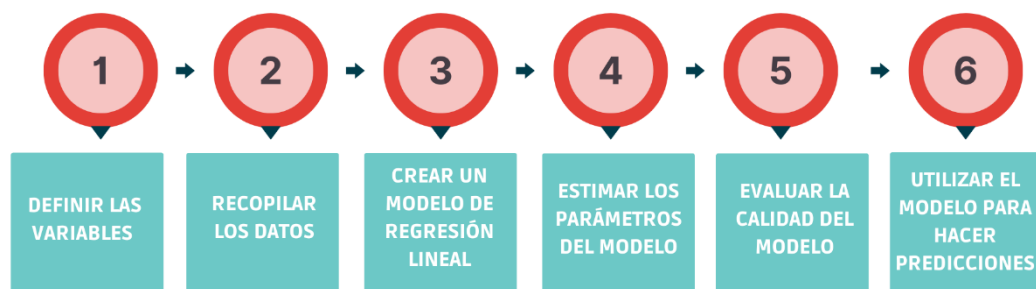 1
2
3
4
5
6
DEFINIR LAS
VARIABLES
RECOPILAR
LOS DATOS
CREAR UN
MODELO DE
REGRESIÓN
LINEAL
ESTIMAR LOS
PARÁMETROS
DEL MODELO
EVALUAR LA
CALIDAD DEL
MODELO
UTILIZAR EL
MODELO PARA
HACER
PREDICCIONES